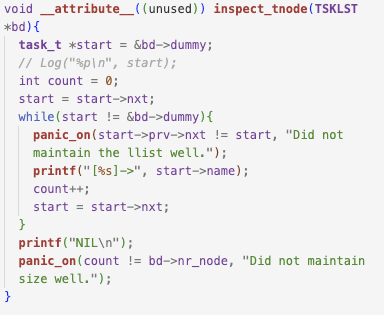 void __attribute__((unused)) inspect_tnode(TSKLST
*bd){
task_t *start = &bd->dummy;
// Log("%p\n", start);
int count = 0;
start = start->nxt;
while(start != &bd->dummy){
panic_on(start->prv->nxt != start, "Did not
maintain the llist well.");
printf("[%s]->", start->name);
count++;
start = start->nxt;
}
printf("NIL\n");
panic_on(count != bd->nr_node, "Did not maintain
size well.");
}